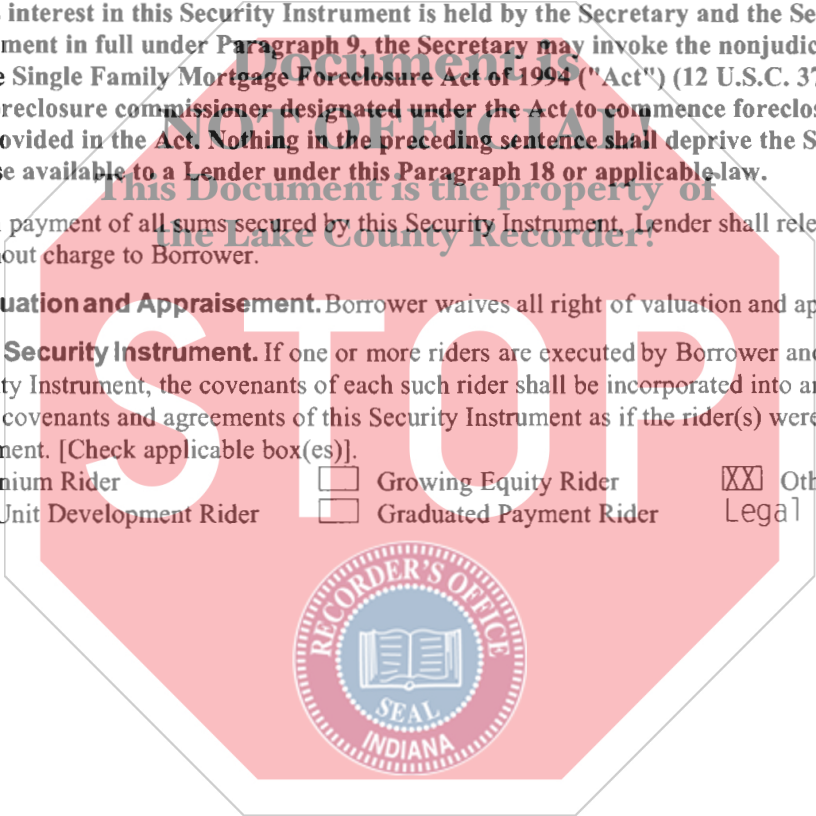 interest in this Security Instrument is held by the Secretary and the Se
ment in full under Paragraph 9, the Secretary may invoke the nonjudic
Document is
Single Family Mortgage Foreclosure Act of 1994 ("Act") (12 U.S.C. 37
reclosure commissioner designated under the Act to commence foreclos
NOT OFFICIAL!
ovided in the Act. Nothing in the preceding sentence shall deprive the S
e available to a Lender under this Paragraph 18 or applicable law.
This Document is the property of
payment of all sums secured by this Security Instrument, Lender shall rele
the Lake County Recorder!
out charge to Borrower.
uation and Appraisement. Borrower waives all right of valuation and ap
Security Instrument. If one or more riders are executed by Borrower and
ty Instrument, the covenants of each such rider shall be incorporated into an
covenants and agreements of this Security Instrument as if the rider(s) were
ment. [Check applicable box(es)].
STOP
nium Rider Growing Equity Rider XX Oth
Unit Development Rider Graduated Payment Rider Legal
RECORDER'S OFFICE
SEAL
INDIANA